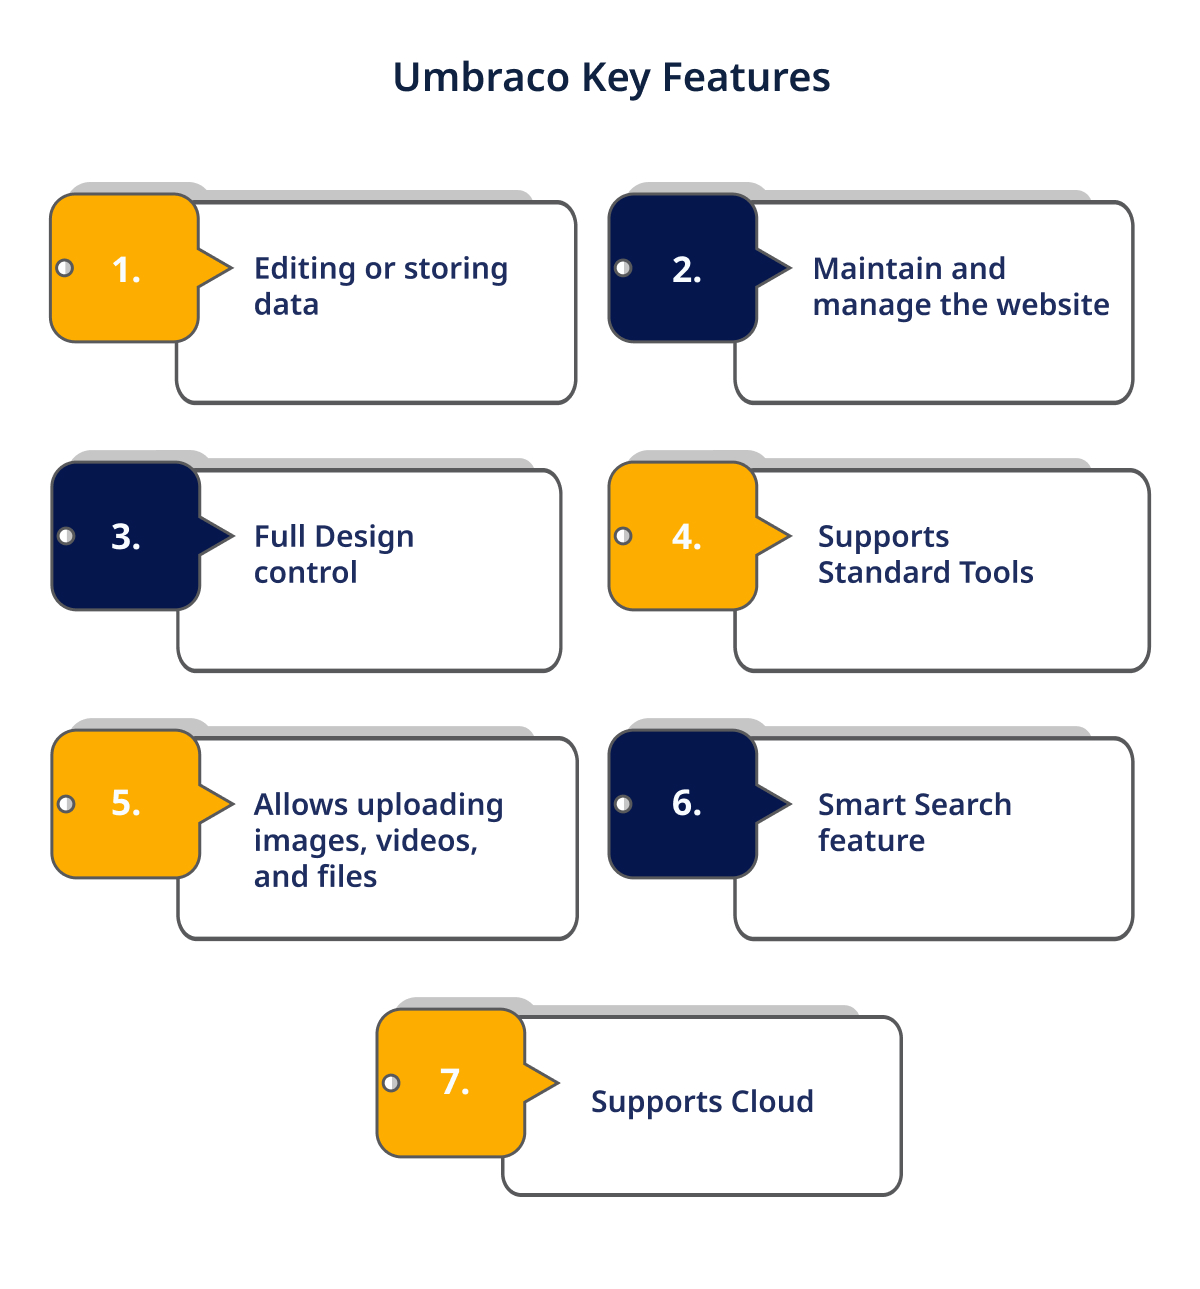 Umbraco Key Features
1.
Editing or storing
data
2.
Maintain and
manage the website
3.
Full Design
control
4.
Supports
Standard Tools
5.
Allows uploading
images, videos,
and files
6.
Smart Search
feature
7.
Supports Cloud